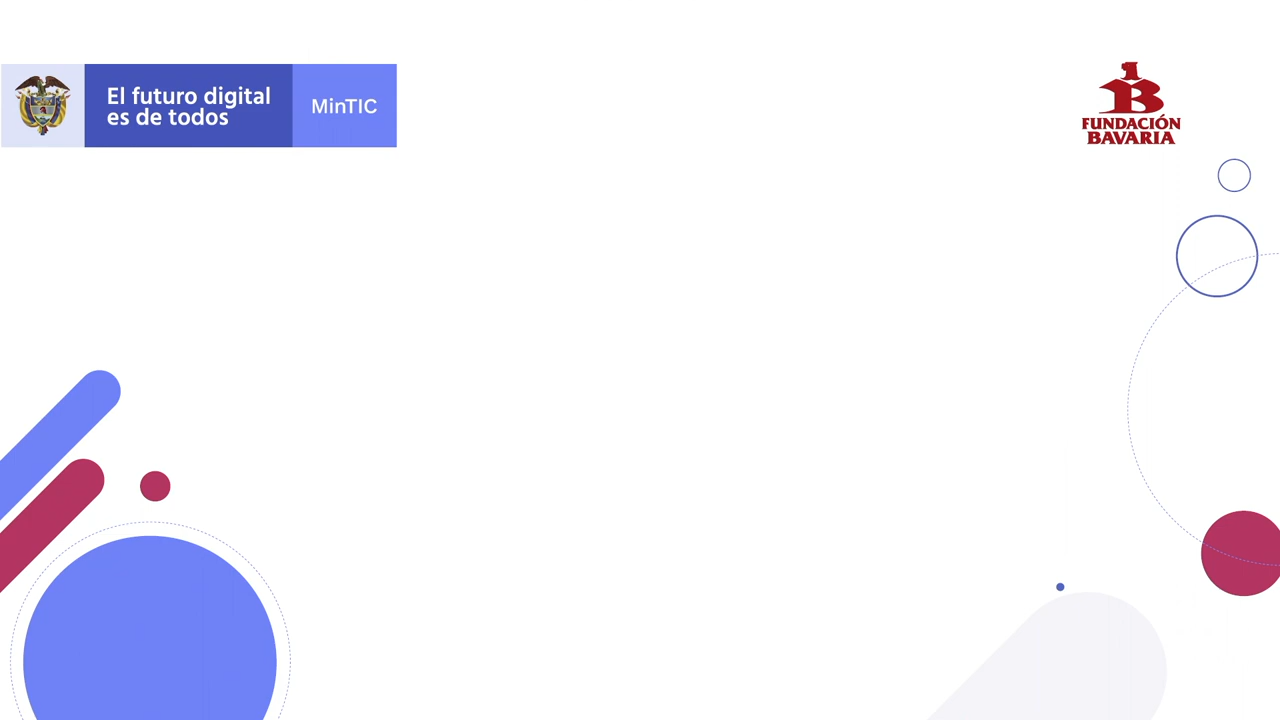 El futuro digital
es de todos
MinTIC
FUNDACIÓN
BAVARIA